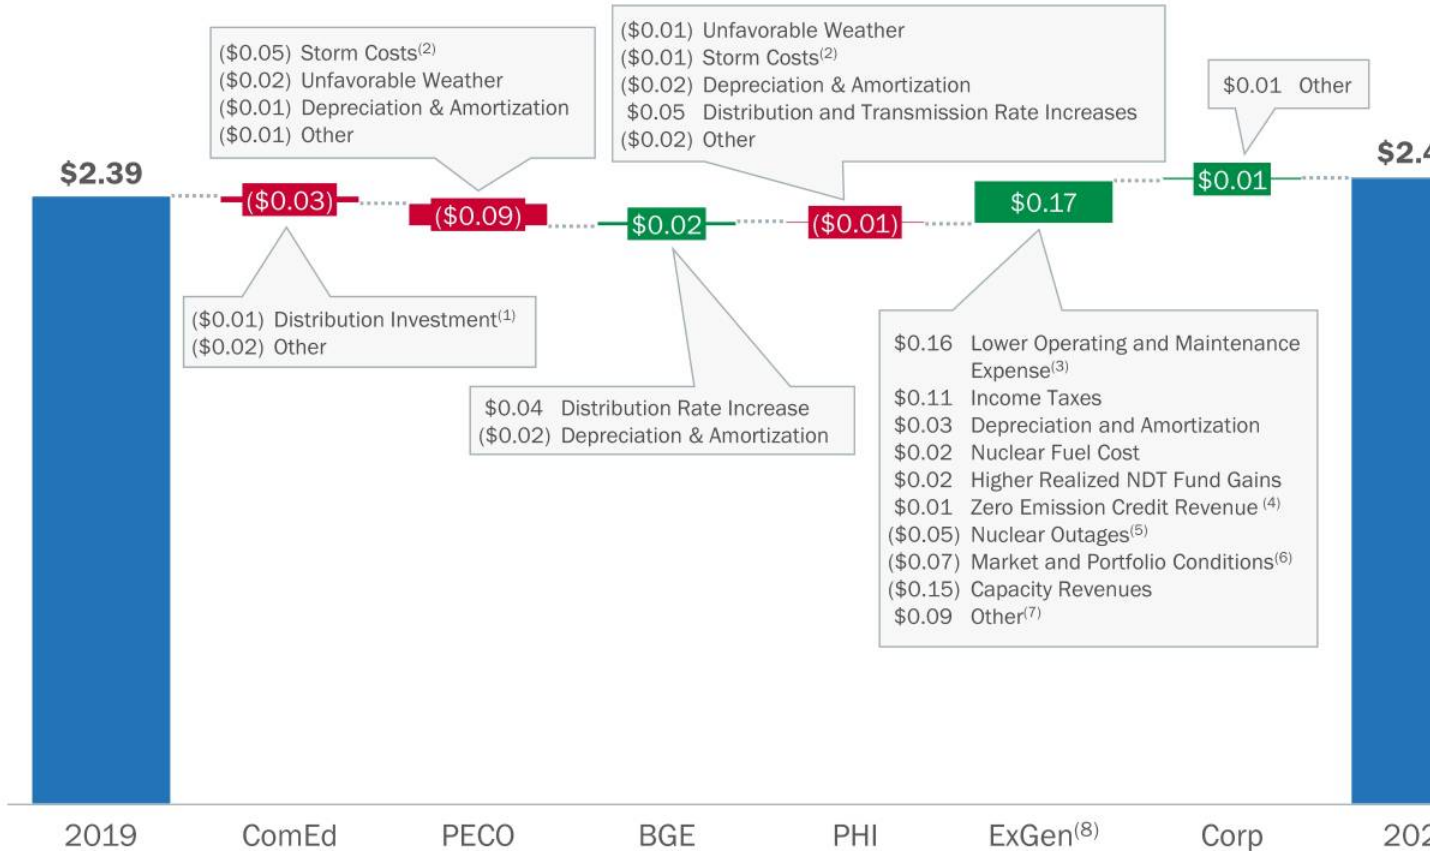 ($0.05) Storm Costs(2)
($0.02) Unfavorable Weather
($0.01) Depreciation & Amortization
($0.01) Other
($0.01) Unfavorable Weather
($0.01) Storm Costs(2)
($0.02) Depreciation & Amortization
$0.05 Distribution and Transmission Rate Increases
($0.02) Other
$0.01 Other
$2.39
($0.03)
($0.09)
$0.02
($0.01)
$0.17
$0.01
($0.01) Distribution Investment(1)
($0.02) Other
$0.04 Distribution Rate Increase
($0.02) Depreciation & Amortization
$0.16 Lower Operating and Maintenance
Expense(3)
$0.11 Income Taxes
$0.03 Depreciation and Amortization
$0.02 Nuclear Fuel Cost
$0.02 Higher Realized NDT Fund Gains
$0.01 Zero Emission Credit Revenue (4)
($0.05) Nuclear Outages(5)
($0.07) Market and Portfolio Conditions(6)
($0.15) Capacity Revenues
$0.09 Other(7)
2019 ComEd PECO BGE PHI ExGen(8) Corp